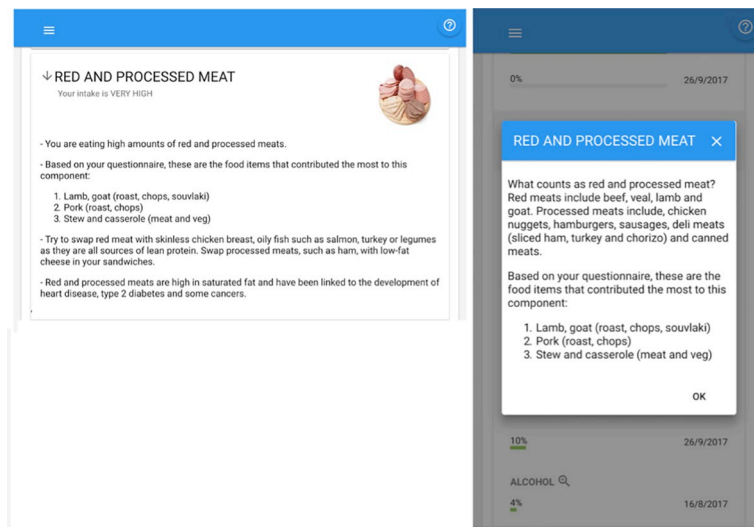 RED AND PROCESSED MEAT
Your intake is VERY HIGH
- You are eating high amounts of red and processed meats.
- Based on your questionnaire, these are the food items that contributed the most to this
component:
1. Lamb, goat (roast, chops, souvlaki)
2. Pork (roast, chops)
3. Stew and casserole (meat and veg)
- Try to swap red meat with skinless chicken breast, oily fish such as salmon, turkey or legumes
as they are all sources of lean protein. Swap processed meats, such as ham, with low-fat
cheese in your sandwiches.
- Red and processed meats are high in saturated fat and have been linked to the development of
heart disease, type 2 diabetes and some cancers.
0% 26/9/2017
RED AND PROCESSED MEAT
What counts as red and processed meat?
Red meats include beef, veal, lamb and
goat. Processed meats include, chicken
nuggets, hamburgers, sausages, deli meats
(sliced ham, turkey and chorizo) and canned
meats.
Based on your questionnaire, these are the
food items that contributed the most to this
component:
1. Lamb, goat (roast, chops, souvlaki)
2. Pork (roast, chops)
3. Stew and casserole (meat and veg)
OK
10% 26/9/2017
ALCOHOL
4% 16/8/2017